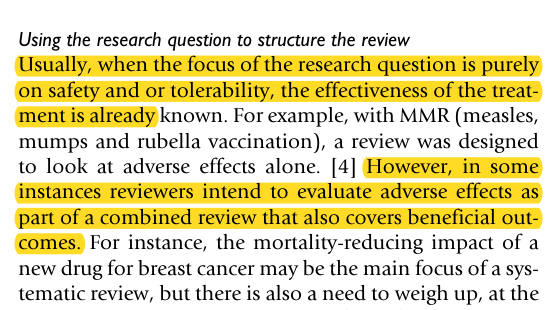 Using the research question to structure the review
Usually, when the focus of the research question is purely
on safety and or tolerability, the effectiveness of the treat-
ment is already known. For example, with MMR (measles,
mumps and rubella vaccination), a review was designed
to look at adverse effects alone. [4] However, in some
instances reviewers intend to evaluate adverse effects as
part of a combined review that also covers beneficial out-
comes. For instance, the mortality-reducing impact of a
new drug for breast cancer may be the main focus of a sys-
tematic review, but there is also a need to weigh up, at the